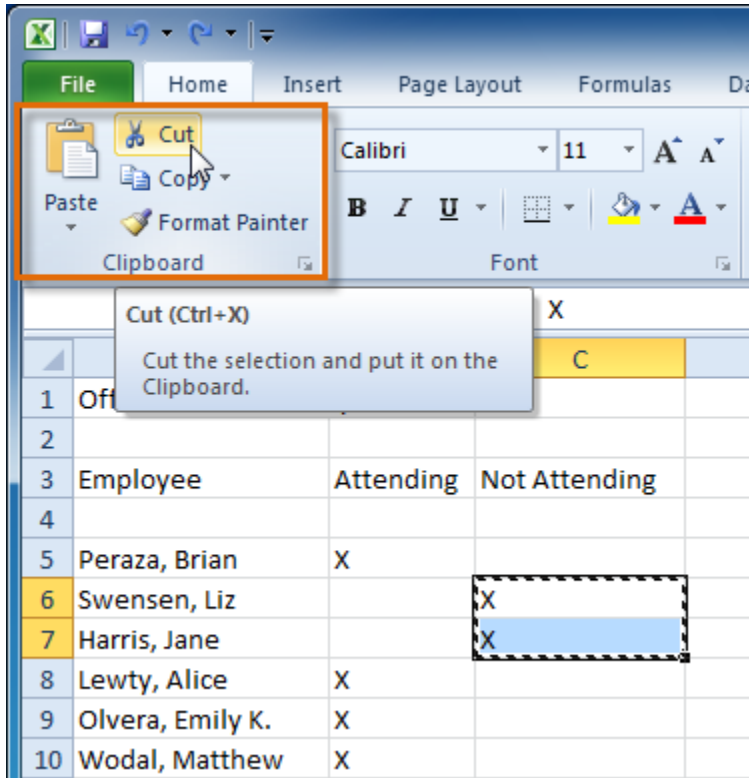 File Home Insert Page Layout Formulas
Cut
Copy
Paste
Format Painter
Clipboard
Calibri 11 A A
B I U A
Font
X
Cut (Ctrl+X)
Cut the selection and put it on the
Clipboard.
C
1
2
3 Employee Attending Not Attending
4
5 Peraza, Brian X
6 Swensen, Liz X
7 Harris, Jane X
8 Lewty, Alice X
9 Olvera, Emily K. X
10 Wodal, Matthew X